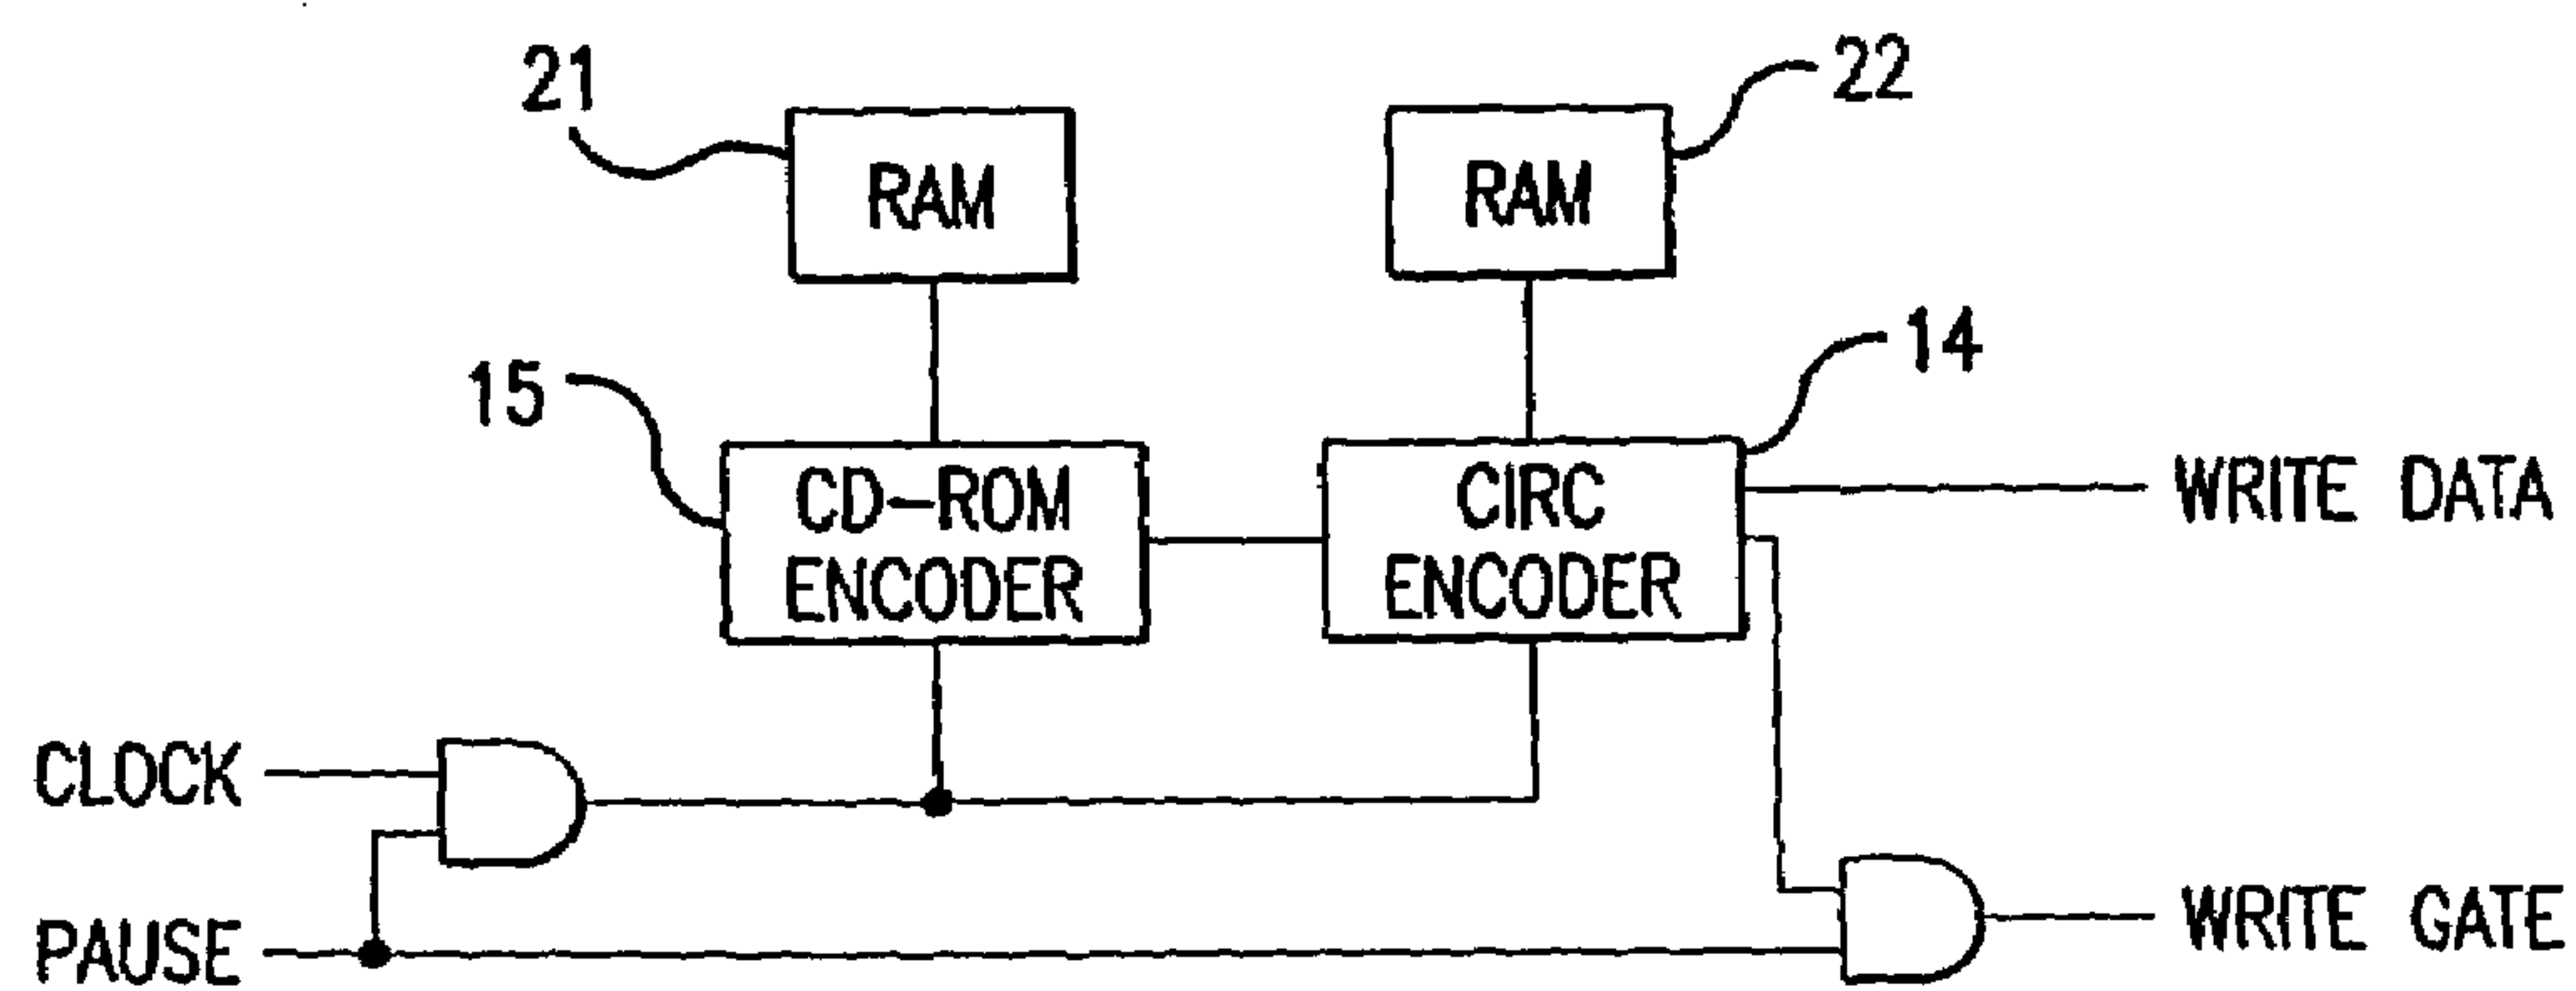 21
22
RAM
RAM
14
15
CD-ROM
ENCODER
CIRC
ENCODER
WRITE DATA
CLOCK
PAUSE
WRITE GATE